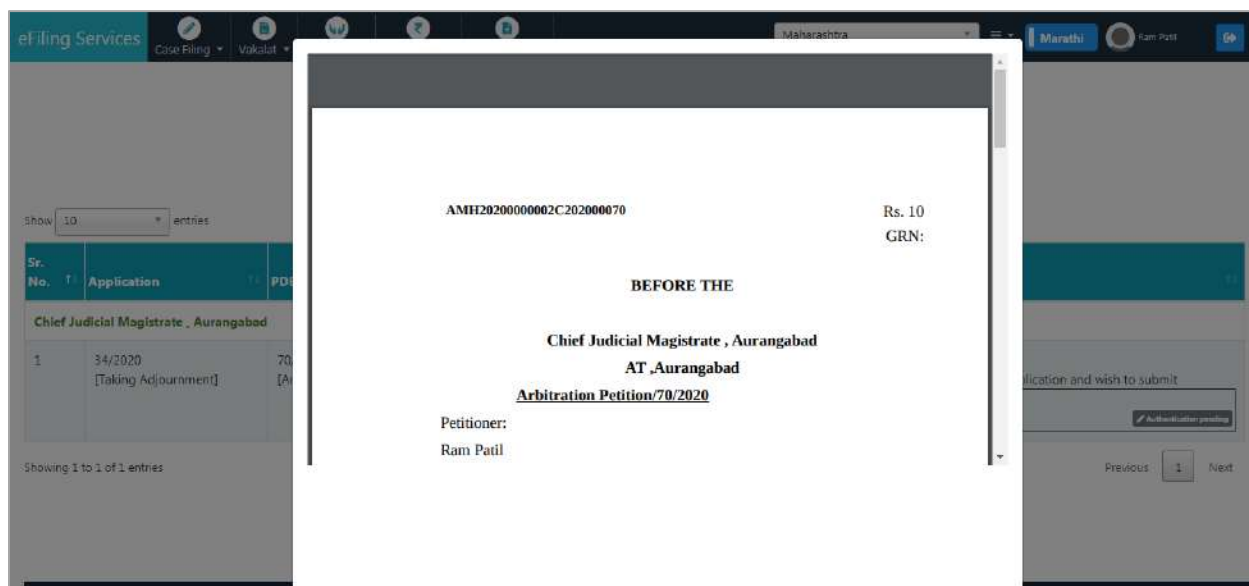 eFiling Services
Case Filing
Vakalat
Maharashtra
Marathi
Ram Patil
AMH20200000002C202000070
Rs. 10
GRN:
BEFORE THE
Chief Judicial Magistrate , Aurangabad
AT ,Aurangabad
Arbitration Petition/70/2020
Petitioner:
Ram Patil
Show 10 entries
Sr. No.
Application
Chief Judicial Magistrate , Aurangabad
1
34/2020
[Taking Adjournment]
70
and wish to submit
Authentication pending
Showing 1 to 1 of 1 entries
Previous 1 Next